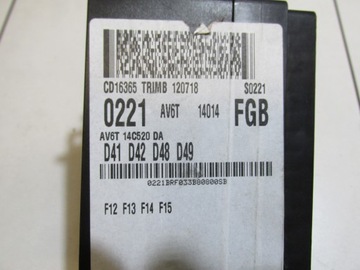 CD16365 TRIMB 120718 S0221
0221 AV6T 14014 FGB
AV6T 14C520 DA
D41 D42 D48 D49
0221BRF033B80800SB
F12 F13 F14 F15